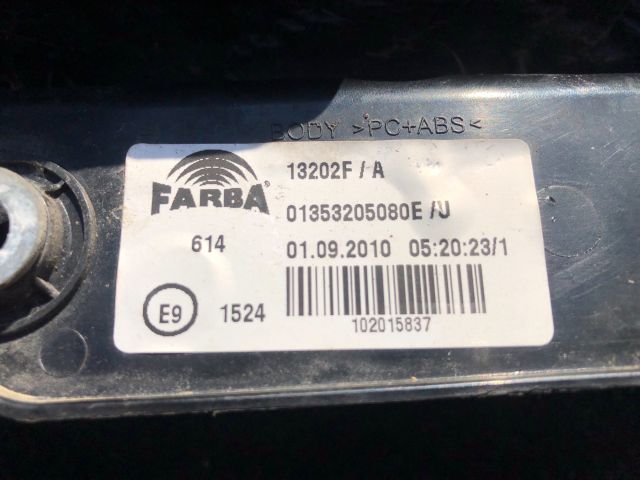 BODY >PC+ABS<
FARBA®
13202F / A
01353205080E /U
614
01.09.2010 05:20:23/1
E9
1524
102015837